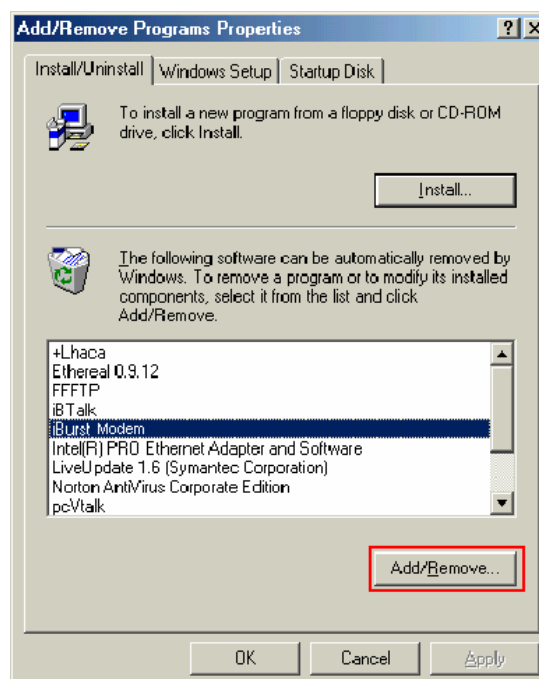 Add/Remove Programs Properties
Install/Uninstall
Windows Setup
Startup Disk
To install a new program from a floppy disk or CD-ROM
drive, click Install.
Install...
The following software can be automatically removed by
Windows. To remove a program or to modify its installed
components, select it from the list and click
Add/Remove.
+Lhaca
Ethereal 0.9.12
FFFTP
iBTalk
iBurst Modem
Intel(R) PRO Ethernet Adapter and Software
LiveUpdate 1.6 (Symantec Corporation)
Norton AntiVirus Corporate Edition
pcVtalk
Add/Remove...
OK
Cancel
Apply